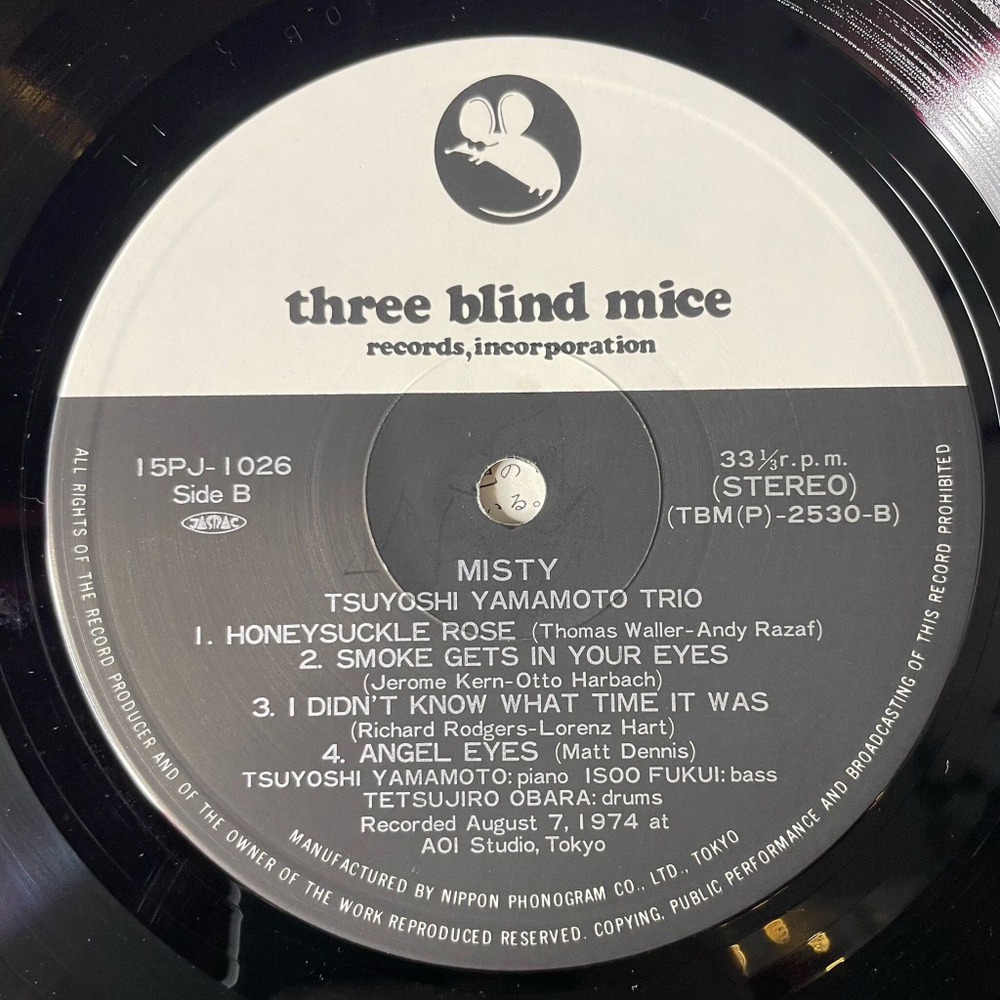 three blind mice
records, incorporation
15PJ-1026
Side B
JASRAC
33 1/3 r.p.m.
(STEREO)
(TBM(P)-2530-B)
の
る。
MISTY
TSUYOSHI YAMAMOTO TRIO
1. HONEYSUCKLE ROSE (Thomas Waller-Andy Razaf)
2. SMOKE GETS IN YOUR EYES
(Jerome Kern-Otto Harbach)
3. I DIDN'T KNOW WHAT TIME IT WAS
(Richard Rodgers-Lorenz Hart)
4. ANGEL EYES (Matt Dennis)
TSUYOSHI YAMAMOTO: piano ISOO FUKUI: bass
TETSUJIRO OBARA: drums
Recorded August 7, 1974 at
AOI Studio, Tokyo
MANUFACTURED BY NIPPON PHONOGRAM CO., LTD., TOKYO
ALL RIGHTS OF THE RECORD PRODUCER AND OF THE OWNER OF THE WORK REPRODUCED RESERVED. COPYING, PUBLIC PERFORMANCE AND BROADCASTING OF THIS RECORD PROHIBITED